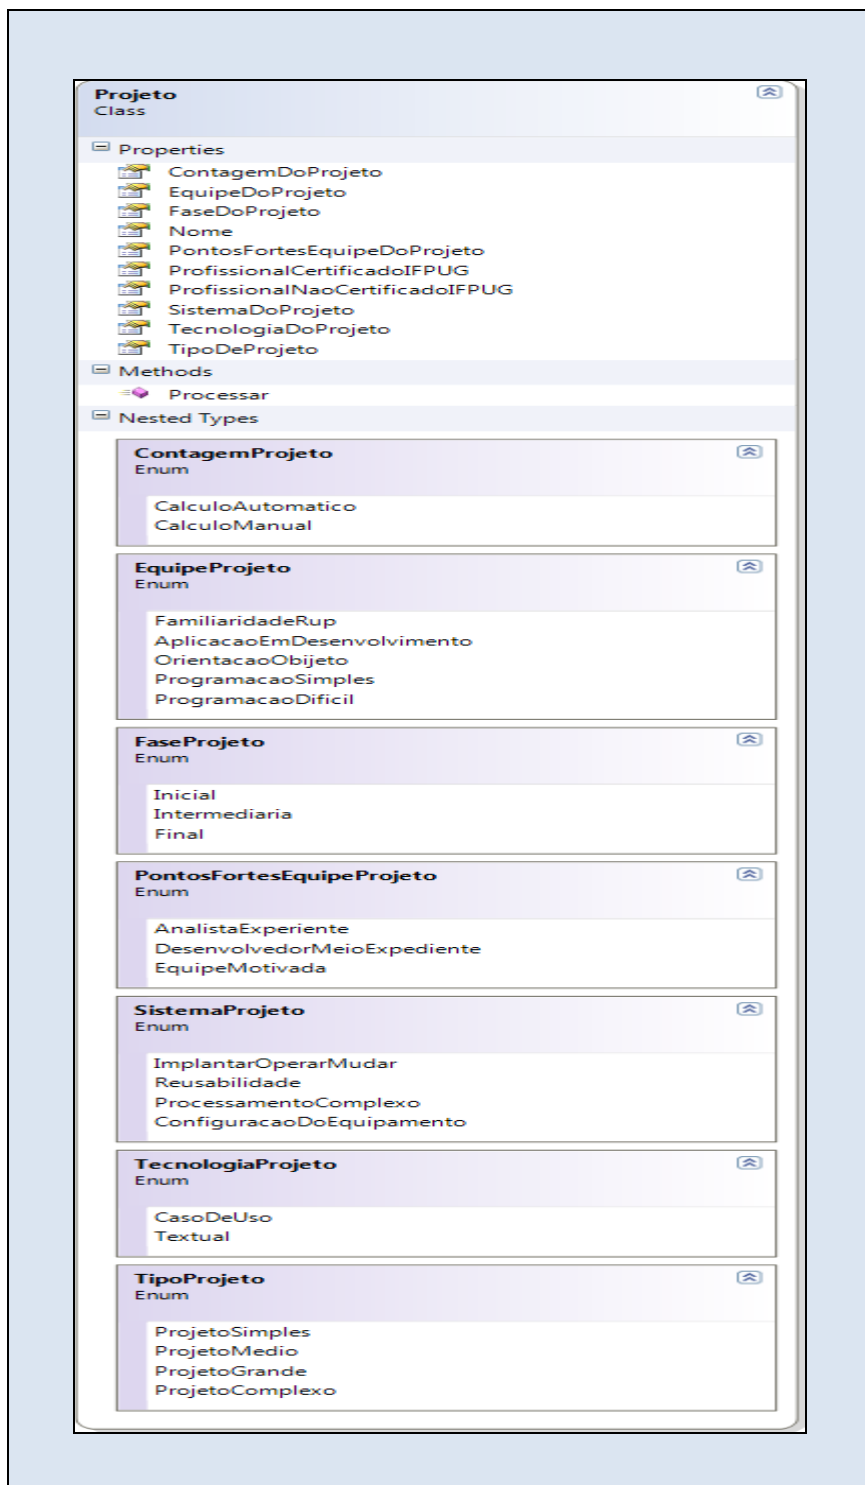 Projeto
Class
Properties
ContagemDoProjeto
EquipeDoProjeto
FaseDoProjeto
Nome
PontosFortesEquipeDoProjeto
ProfissionalCertificadoIFPUG
ProfissionalNaoCertificadoIFPUG
SistemaDoProjeto
TecnologiaDoProjeto
TipoDeProjeto
Methods
Processar
Nested Types
ContagemProjeto
Enum
CalculoAutomatico
CalculoManual
EquipeProjeto
Enum
FamiliaridadeRup
AplicacaoEmDesenvolvimento
OrientacaoObijeto
ProgramacaoSimples
ProgramacaoDificil
FaseProjeto
Enum
Inicial
Intermediaria
Final
PontosFortesEquipeProjeto
Enum
AnalistaExperiente
DesenvolvedorMeioExpediente
EquipeMotivada
SistemaProjeto
Enum
ImplantarOperarMudar
Reusabilidade
ProcessamentoComplexo
ConfiguracaoDoEquipamento
TecnologiaProjeto
Enum
CasoDeUso
Textual
TipoProjeto
Enum
ProjetoSimples
ProjetoMedio
ProjetoGrande
ProjetoComplexo